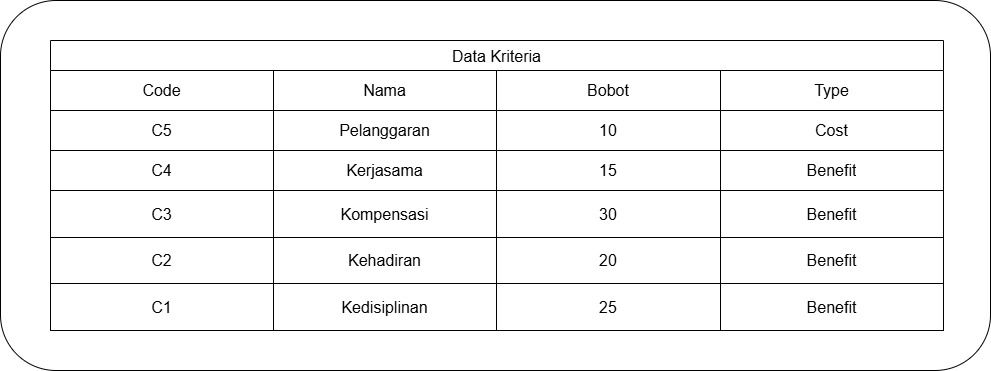 Data Kriteria
Code Nama Bobot Type
C5 Pelanggaran 10 Cost
C4 Kerjasama 15 Benefit
C3 Kompensasi 30 Benefit
C2 Kehadiran 20 Benefit
C1 Kedisiplinan 25 Benefit